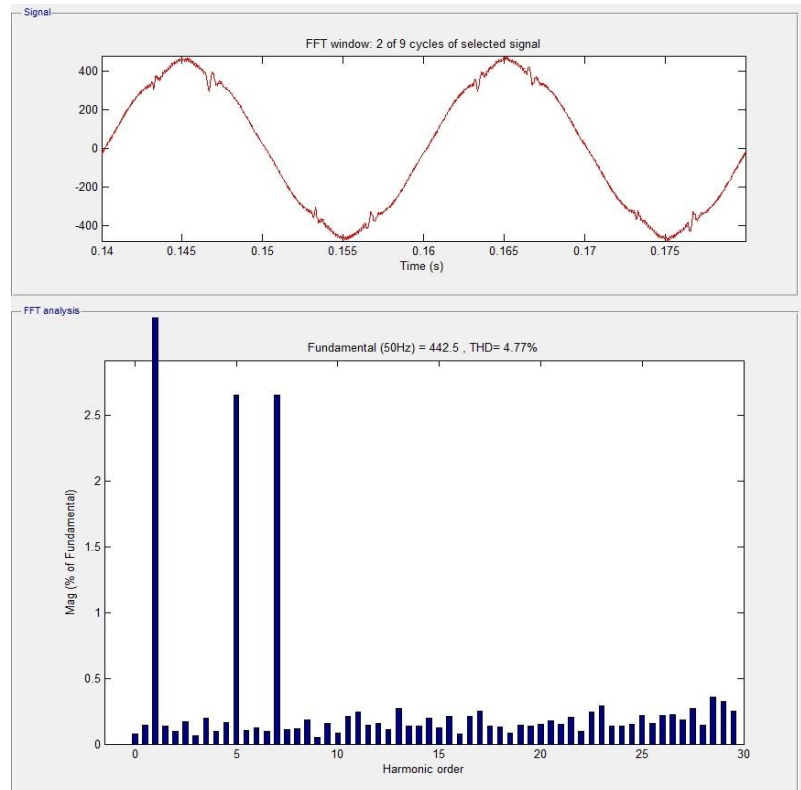 Signal
FFT window: 2 of 9 cycles of selected signal
400
200
0
-200
-400
0.14 0.145 0.15 0.155 0.16 0.165 0.17 0.175
Time (s)
FFT analysis
Fundamental (50Hz) = 442.5 , THD= 4.77%
Mag (% of Fundamental)
2.5
2
1.5
1
0.5
0
0 5 10 15 20 25 30
Harmonic order